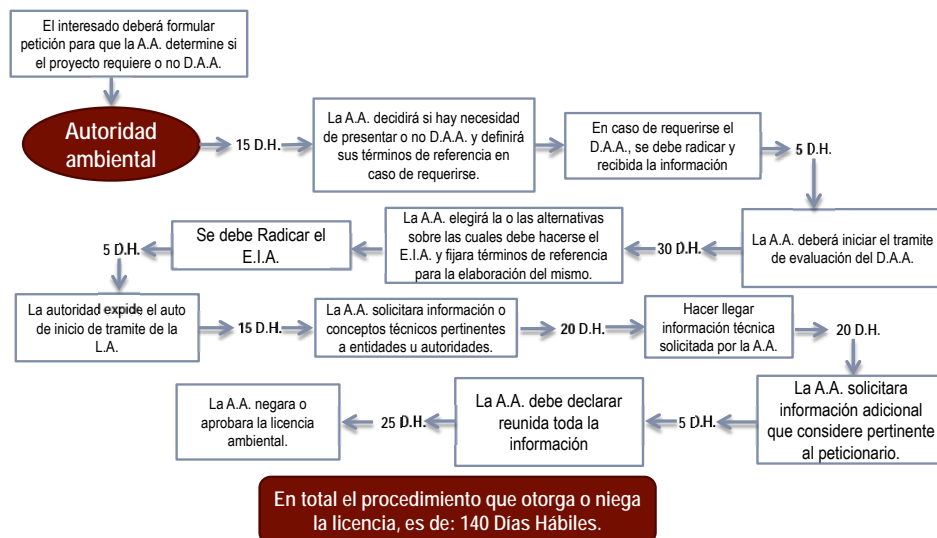 El interesado deberá formular
petición para que la A.A. determine si
el proyecto requiere o no D.A.A.
Autoridad
ambiental
15 D.H.
La A.A. decidirá si hay necesidad
de presentar o no D.A.A. y definirá
sus términos de referencia en
caso de requerirse.
En caso de requerirse el
D.A.A., se debe radicar y
recibida la información
5 D.H.
La A.A. deberá iniciar el tramite
de evaluación del D.A.A.
30 D.H.
La A.A. elegirá la o las alternativas
sobre las cuales debe hacerse el
E.I.A. y fijara términos de referencia
para la elaboración del mismo.
Se debe Radicar el
E.I.A.
5 D.H.
La autoridad expide el auto
de inicio de tramite de la
L.A.
15 D.H.
La A.A. solicitara información o
conceptos técnicos pertinentes
a entidades u autoridades.
20 D.H.
Hacer llegar
información técnica
solicitada por la A.A.
20 D.H.
La A.A. solicitara
información adicional
que considere pertinente
al peticionario.
5 D.H.
La A.A. debe declarar
reunida toda la
información
25 D.H.
La A.A. negara o
aprobara la licencia
ambiental.
En total el procedimiento que otorga o niega
la licencia, es de: 140 Días Hábiles.